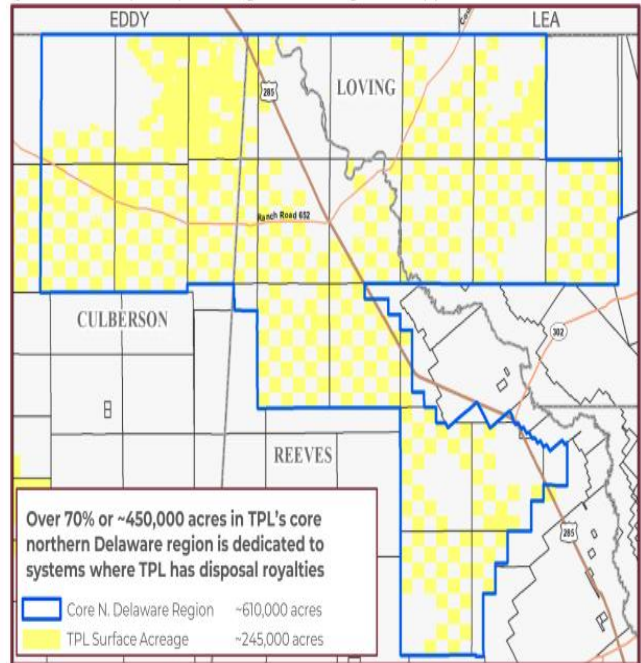 EDDY
LEA
285
LOVING
Ranch Road 652
CULBERSON
302
REEVES
285
Over 70% or ~450,000 acres in TPL's core
northern Delaware region is dedicated to
systems where TPL has disposal royalties
Core N. Delaware Region ~610,000 acres
TPL Surface Acreage ~245,000 acres